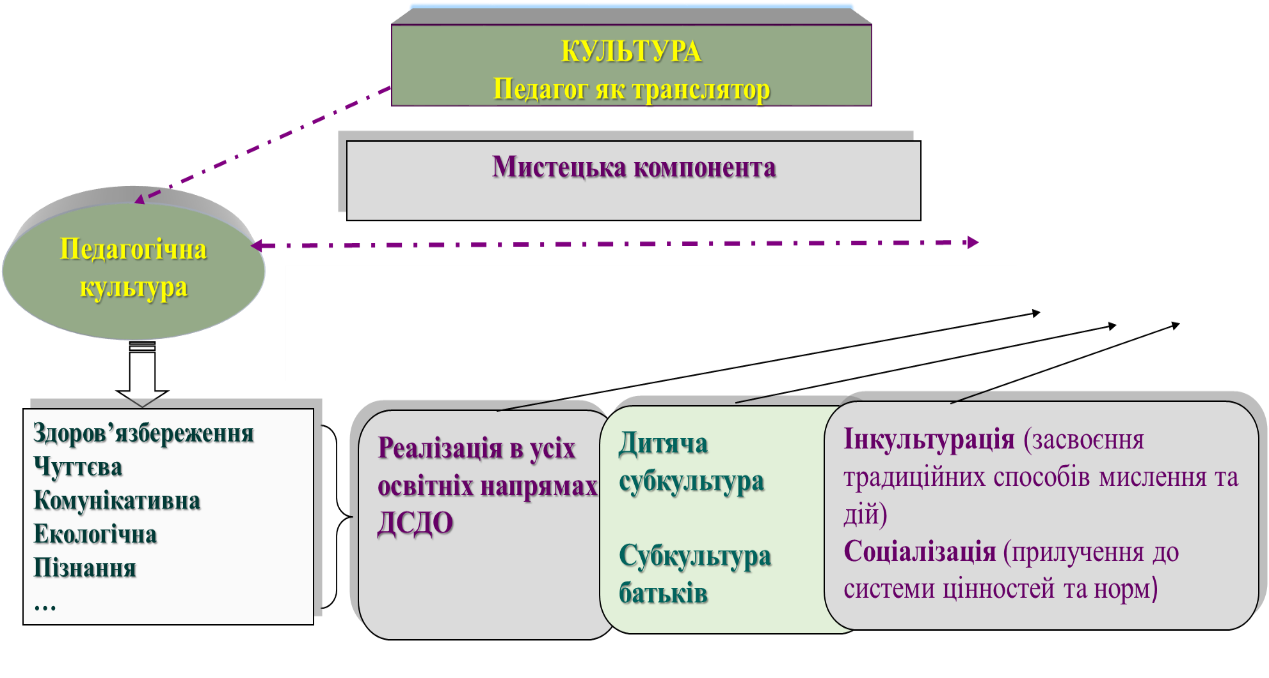 КУЛЬТУРА
Педагог як транслятор
Мистецька компонента
Педагогічна
культура
Здоров’язбереження
Чуттєва
Комунікативна
Екологічна
Пізнання
…
Реалізація в усіх
освітніх напрямах
ДСДО
Дитяча
субкультура
Субкультура
батьків
Інкультурація (засвоєння
традиційних способів мислення та
дій)
Соціалізація (прилучення до
системи цінностей та норм)